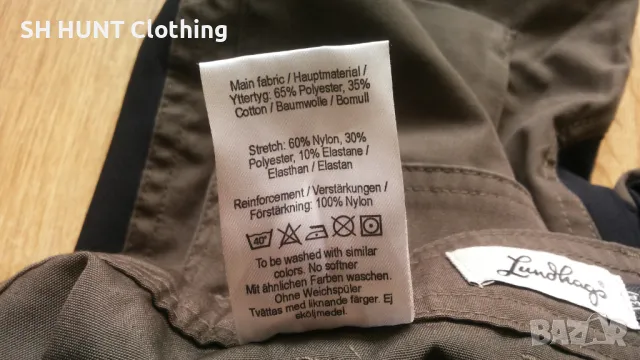 SH HUNT Clothing
Main fabric / Hauptmaterial /
Yttertyg: 65% Polyester, 35%
Cotton / Baumwolle / Bomull
Stretch: 60% Nylon, 30%
Polyester, 10% Elastane /
Elasthan / Elastan
Reinforcement / Verstärkungen /
Förstärkning: 100% Nylon
40°
To be washed with similar
colors. No softner
Mit ähnlichen Farben waschen.
Ohne Weichspüler
Tvättas med liknande färger. Ej
sköljmedel.
Lundhags
BAZAR